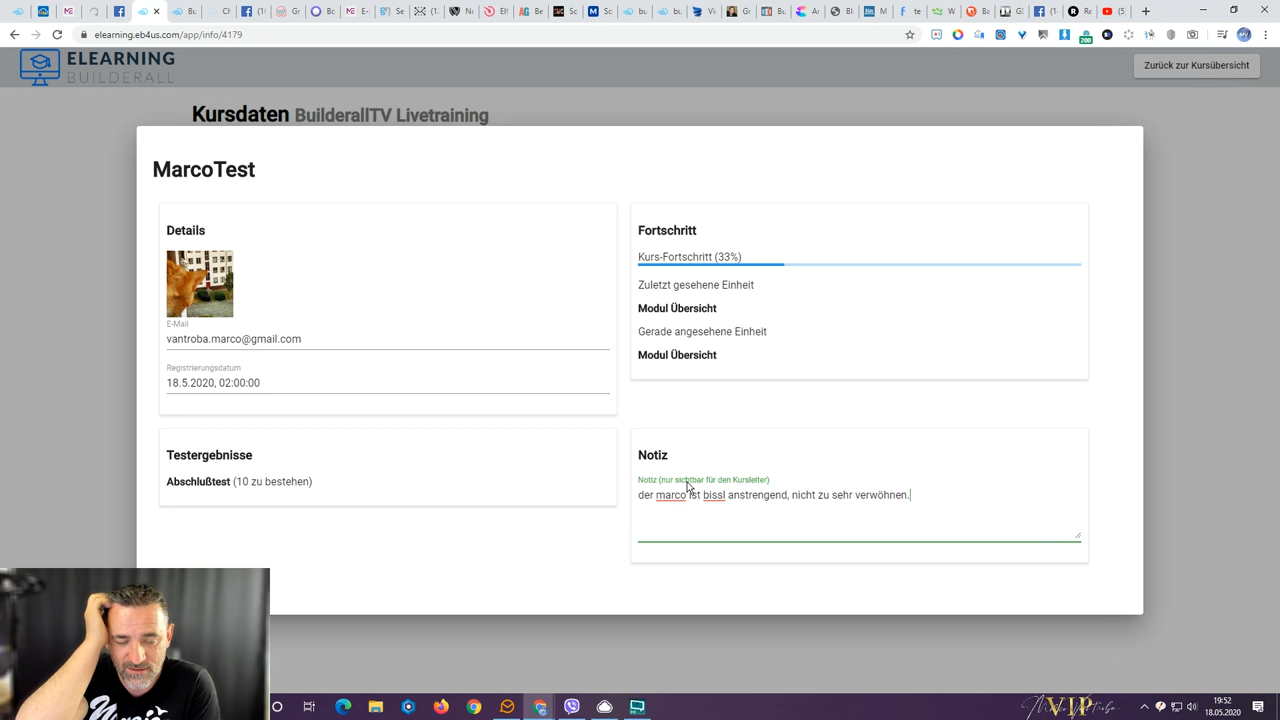 elearning.eb4us.com/app/info/4179
200
ELEARNING
BUILDERALL
Zurück zur Kursübersicht
Kursdaten BuilderallTV Livetraining
MarcoTest
Details
E-Mail
vantroba.marco@gmail.com
Registrierungsdatum
18.5.2020, 02:00:00
Fortschritt
Kurs-Fortschritt (33%)
Zuletzt gesehene Einheit
Modul Übersicht
Gerade angesehene Einheit
Modul Übersicht
Testergebnisse
Abschlußtest (10 zu bestehen)
Notiz
Notiz (nur sichtbar für den Kursleiter)
der marco ist bissl anstrengend, nicht zu sehr verwöhnen.
VIP
19:52
18.05.2020